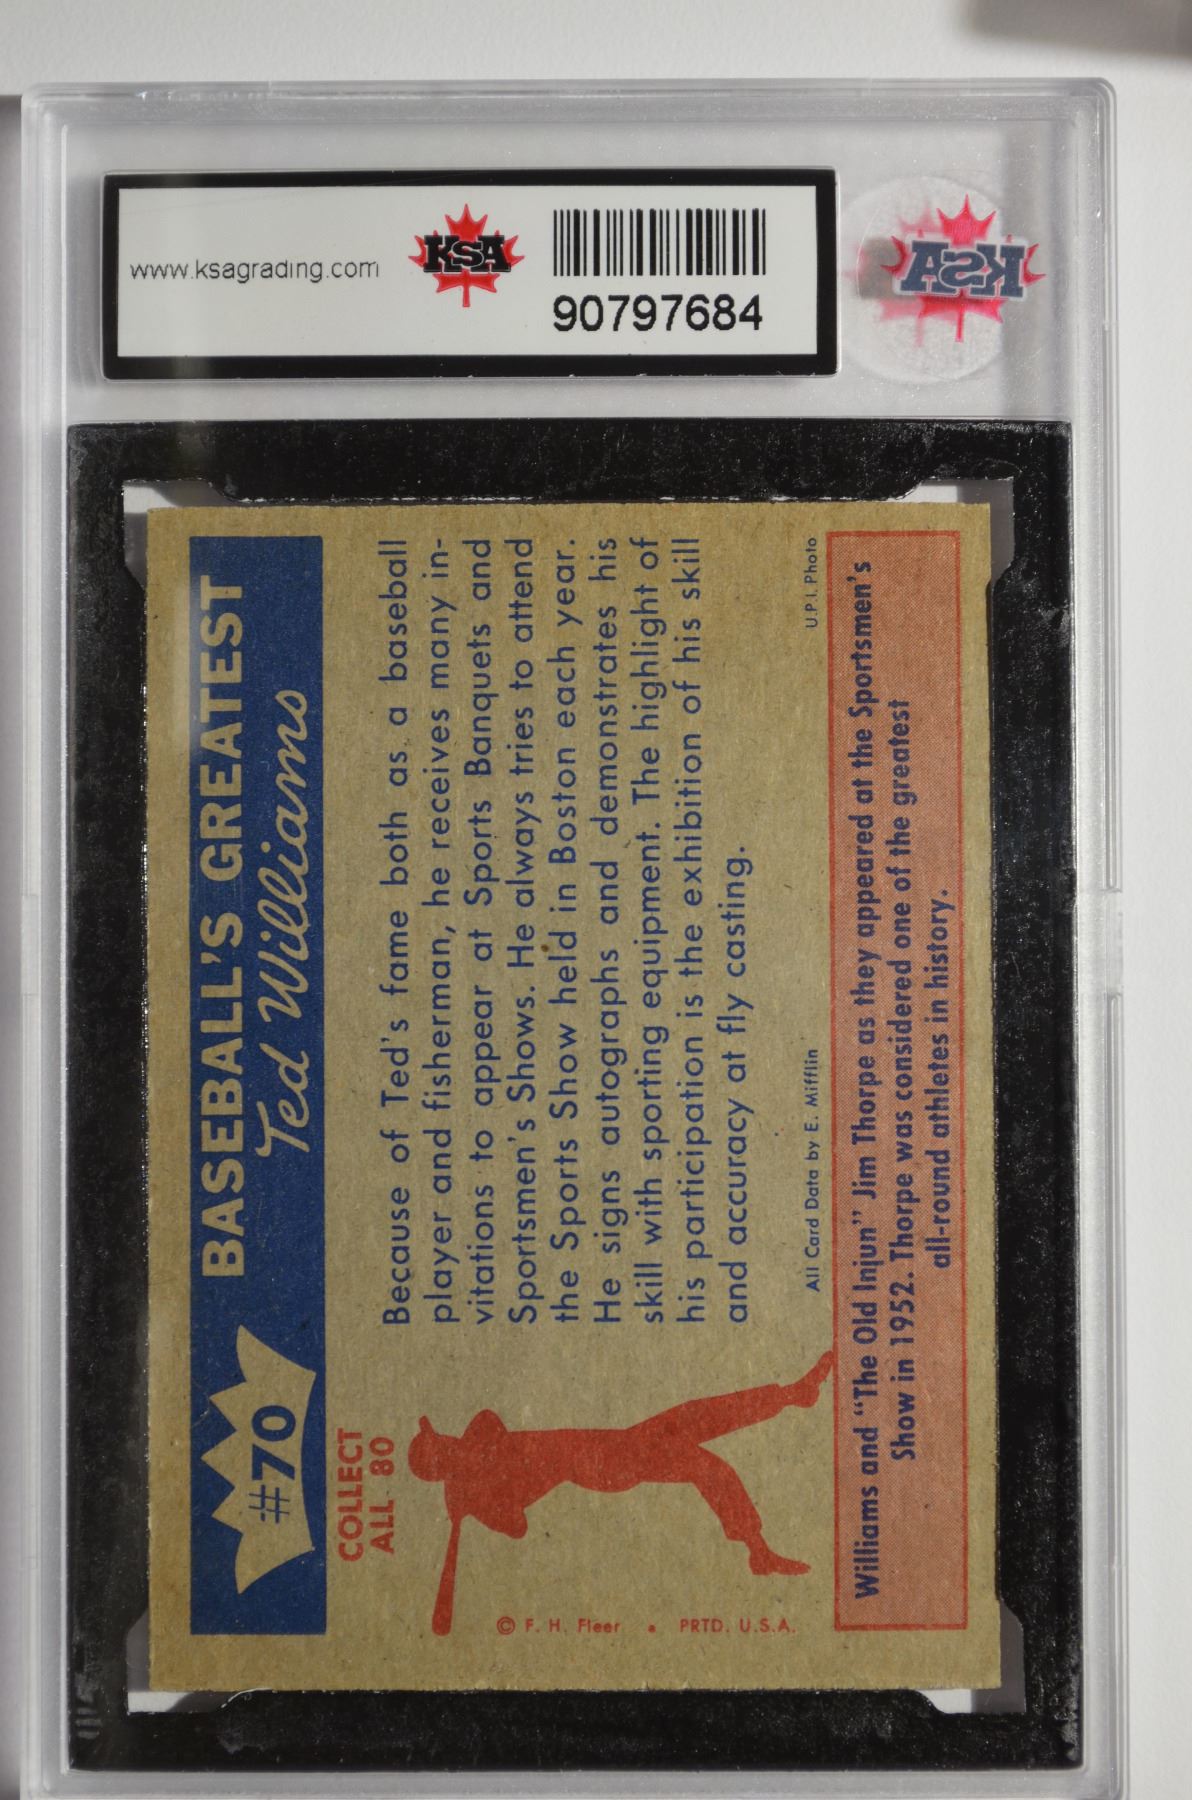 www.ksagrading.com
KSA
90797684
KSA
#70
BASEBALL'S GREATEST
Ted Williams
COLLECT
ALL 80
Because of Ted's fame both as a baseball
player and fisherman, he receives many in-
vitations to appear at Sports Banquets and
Sportsmen's Shows. He always tries to attend
the Sports Show held in Boston each year.
He signs autographs and demonstrates his
skill with sporting equipment. The highlight of
his participation is the exhibition of his skill
and accuracy at fly casting.
© F. H. Fleer • PRTD. U.S.A.
All Card Data by E. Mifflin
U.P.I. Photo
Williams and "The Old Injun" Jim Thorpe as they appeared at the Sportsmen's
Show in 1952. Thorpe was considered one of the greatest
all-round athletes in history.